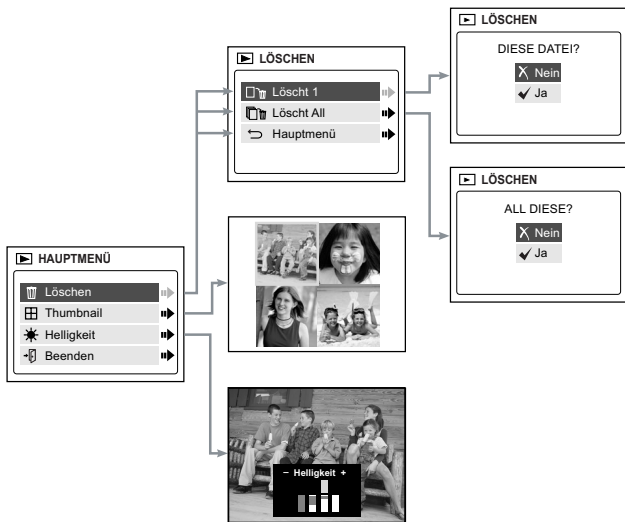 LÖSCHEN
DIESE DATEI?
Nein
Ja
LÖSCHEN
Löscht 1
Löscht All
Hauptmenü
LÖSCHEN
ALL DIESE?
Nein
Ja
HAUPTMENÜ
Löschen
Thumbnail
Helligkeit
Beenden
– Helligkeit +